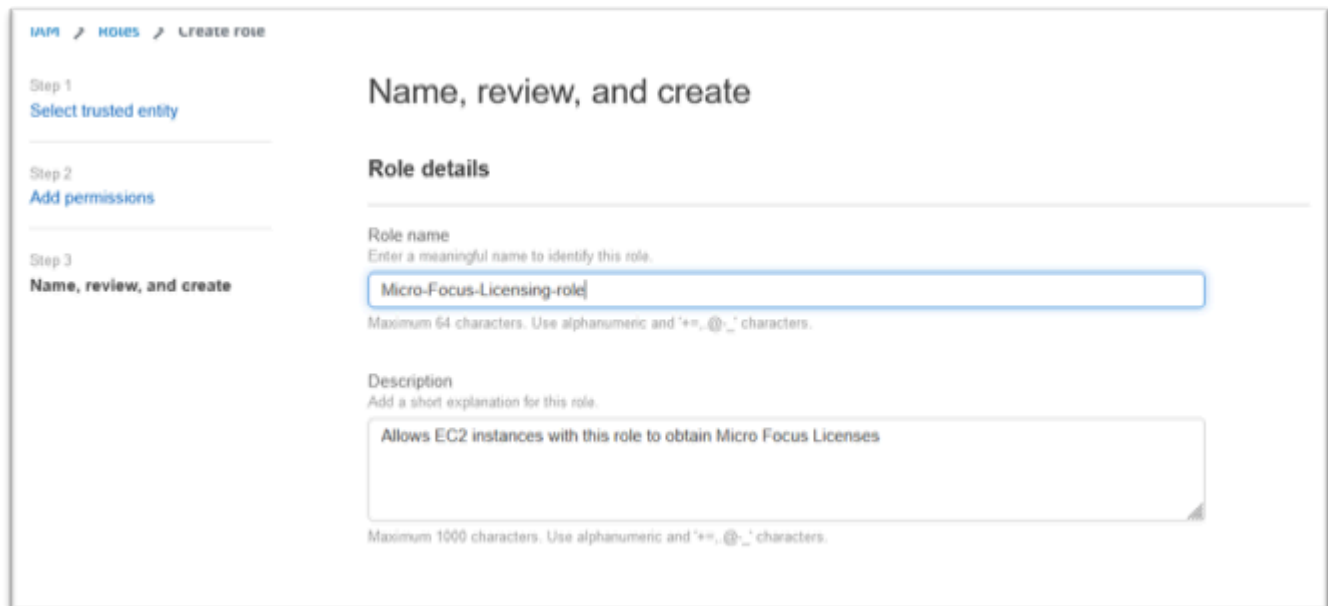 IAM > Roles > Create role
Step 1
Select trusted entity
Step 2
Add permissions
Step 3
Name, review, and create
Name, review, and create
Role details
Role name
Enter a meaningful name to identify this role.
Micro-Focus-Licensing-role
Maximum 64 characters. Use alphanumeric and '+=,.@-_' characters.
Description
Add a short explanation for this role.
Allows EC2 instances with this role to obtain Micro Focus Licenses
Maximum 1000 characters. Use alphanumeric and '+=,.@-_' characters.